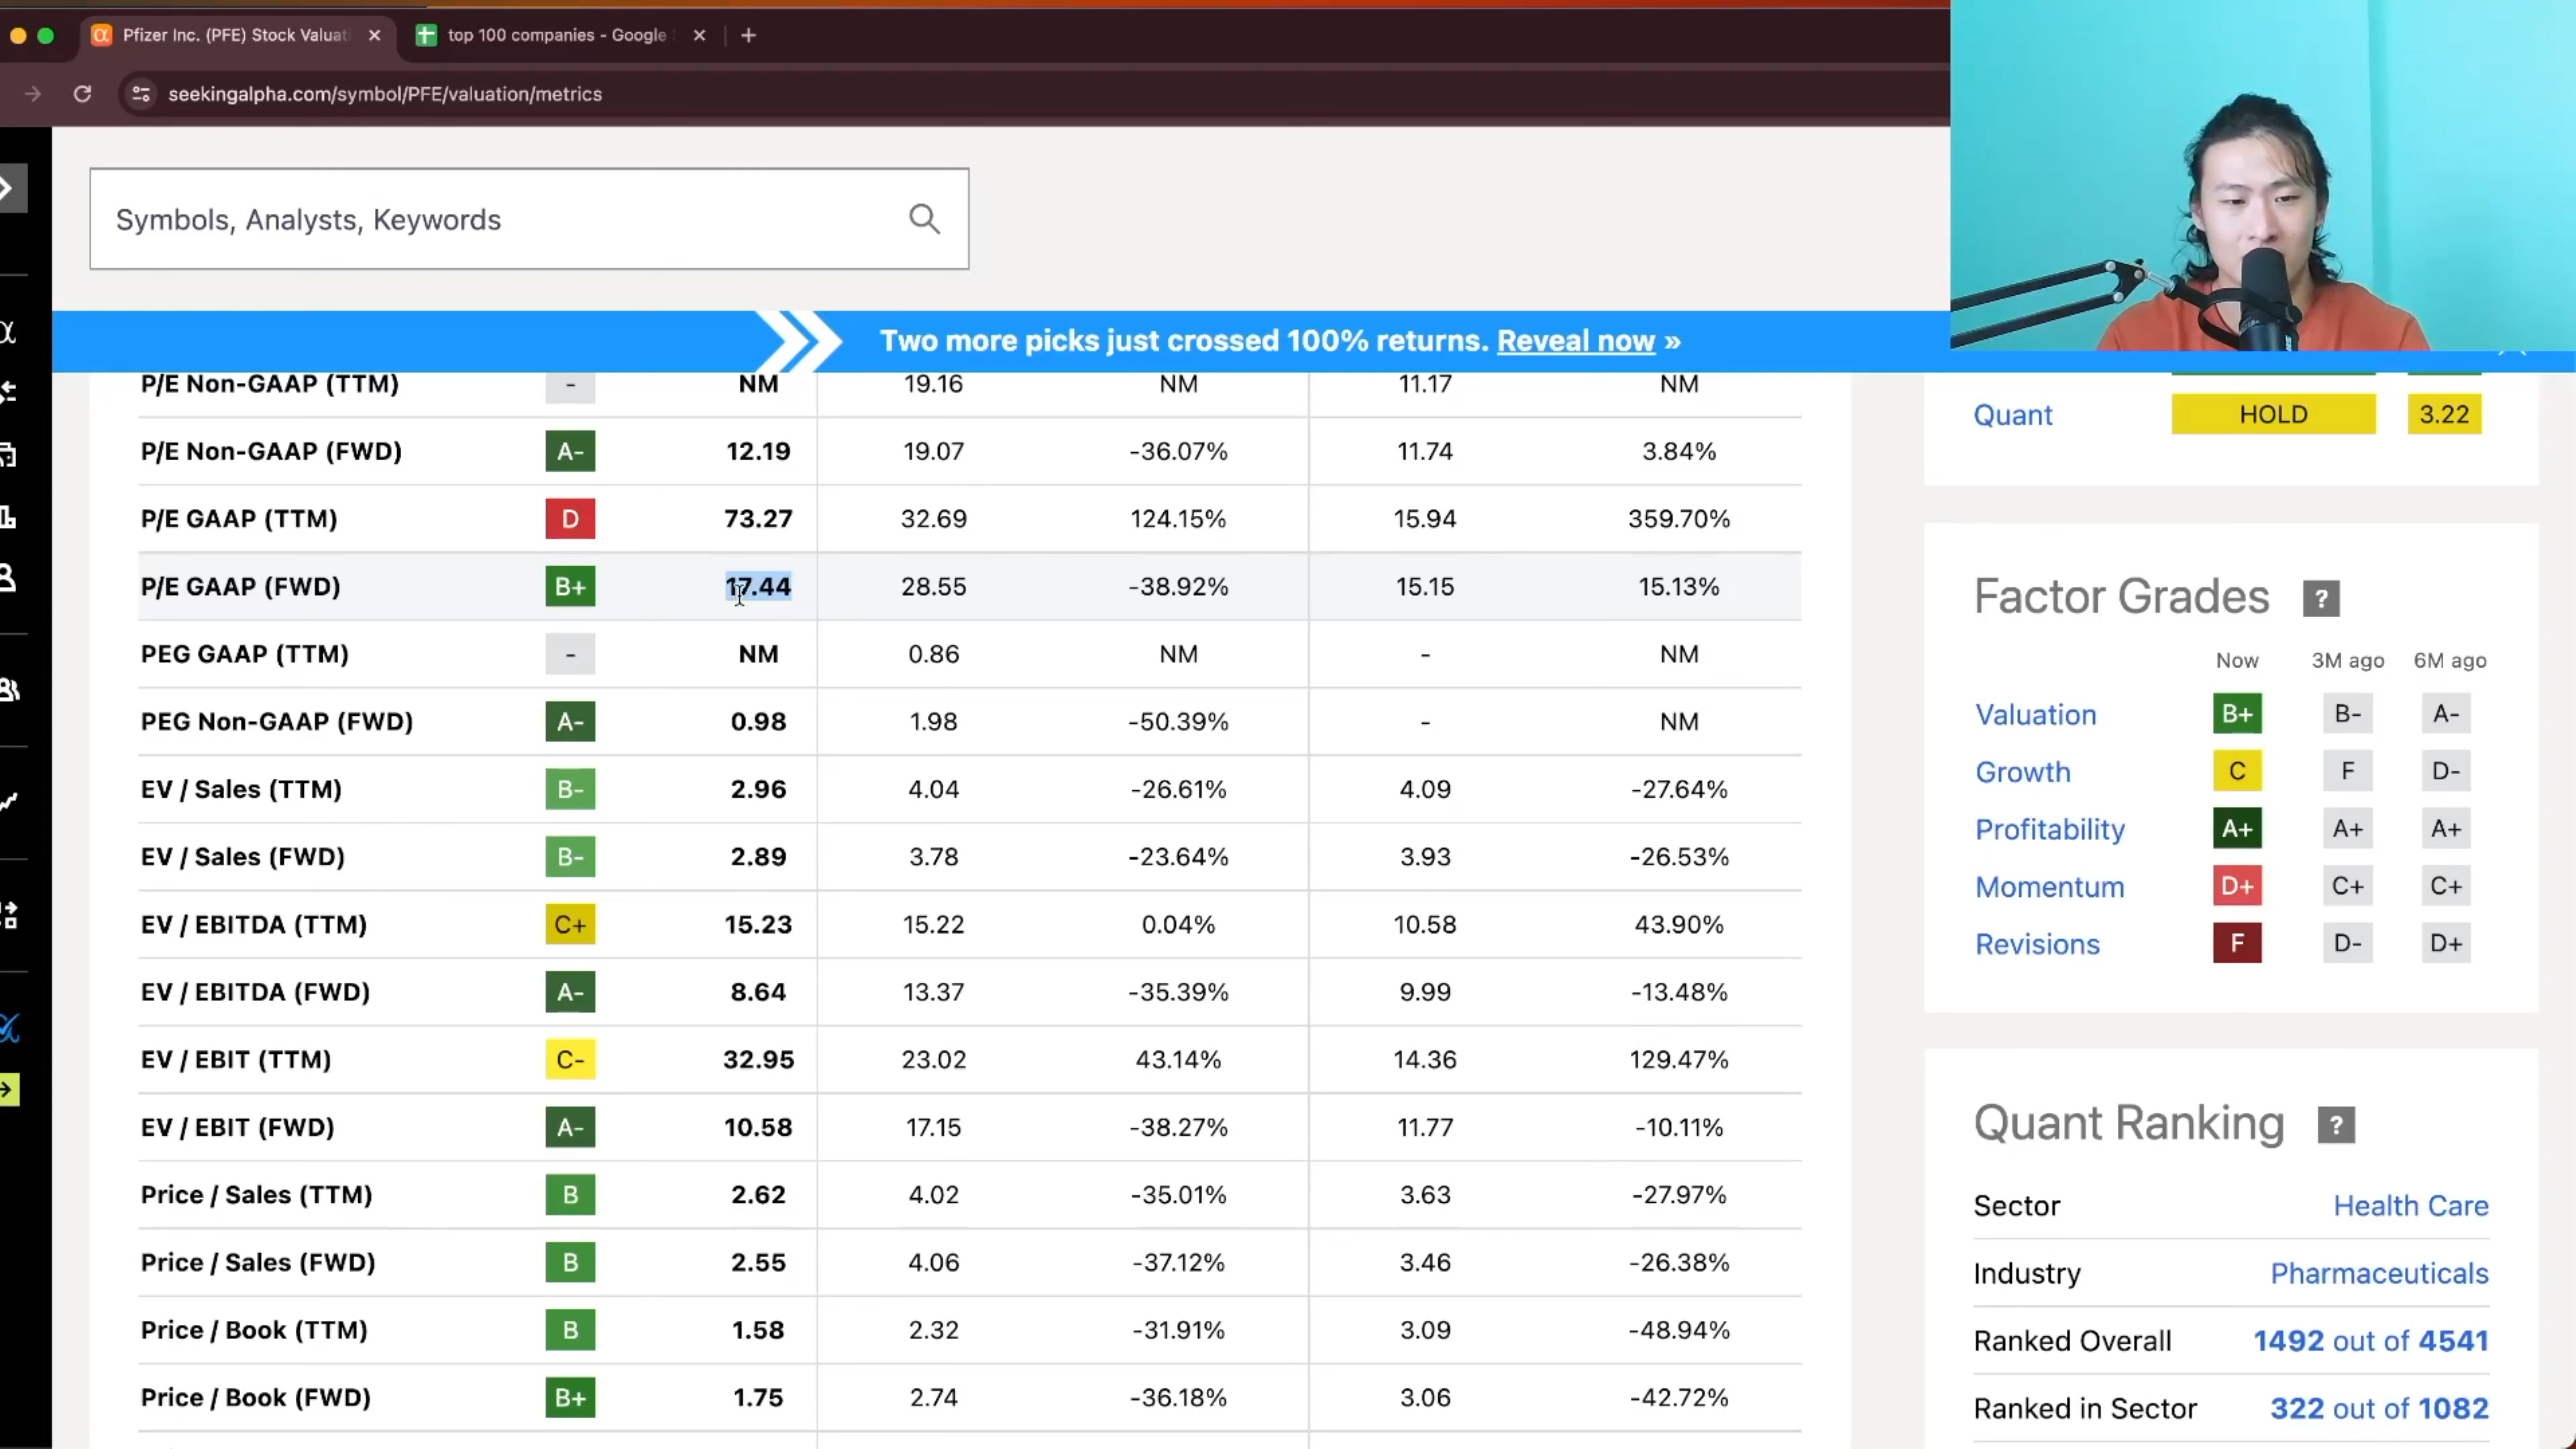 Pfizer Inc. (PFE) Stock Valuat
top 100 companies - Google
seekingalpha.com/symbol/PFE/valuation/metrics
Symbols, Analysts, Keywords
Two more picks just crossed 100% returns. Reveal now »
P/E Non-GAAP (TTM) - NM 19.16 NM 11.17 NM
P/E Non-GAAP (FWD) A- 12.19 19.07 -36.07% 11.74 3.84%
P/E GAAP (TTM) D 73.27 32.69 124.15% 15.94 359.70%
P/E GAAP (FWD) B+ 17.44 28.55 -38.92% 15.15 15.13%
PEG GAAP (TTM) - NM 0.86 NM - NM
PEG Non-GAAP (FWD) A- 0.98 1.98 -50.39% - NM
EV / Sales (TTM) B- 2.96 4.04 -26.61% 4.09 -27.64%
EV / Sales (FWD) B- 2.89 3.78 -23.64% 3.93 -26.53%
EV / EBITDA (TTM) C+ 15.23 15.22 0.04% 10.58 43.90%
EV / EBITDA (FWD) A- 8.64 13.37 -35.39% 9.99 -13.48%
EV / EBIT (TTM) C- 32.95 23.02 43.14% 14.36 129.47%
EV / EBIT (FWD) A- 10.58 17.15 -38.27% 11.77 -10.11%
Price / Sales (TTM) B 2.62 4.02 -35.01% 3.63 -27.97%
Price / Sales (FWD) B 2.55 4.06 -37.12% 3.46 -26.38%
Price / Book (TTM) B 1.58 2.32 -31.91% 3.09 -48.94%
Price / Book (FWD) B+ 1.75 2.74 -36.18% 3.06 -42.72%
Quant HOLD 3.22
Factor Grades ?
Now 3M ago 6M ago
Valuation B+ B- A-
Growth C F D-
Profitability A+ A+ A+
Momentum D+ C+ C+
Revisions F D- D+
Quant Ranking ?
Sector Health Care
Industry Pharmaceuticals
Ranked Overall 1492 out of 4541
Ranked in Sector 322 out of 1082